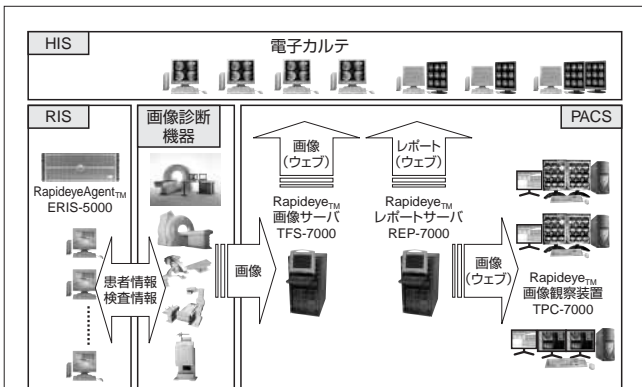 HIS
電子カルテ
RIS
RapideyeAgentTM
ERIS-5000
患者情報
検査情報
画像診断
機器
画像
PACS
画像
(ウェブ)
レポート
(ウェブ)
RapideyeTM
画像サーバ
TFS-7000
RapideyeTM
レポートサーバ
REP-7000
画像
(ウェブ)
RapideyeTM
画像観察装置
TPC-7000